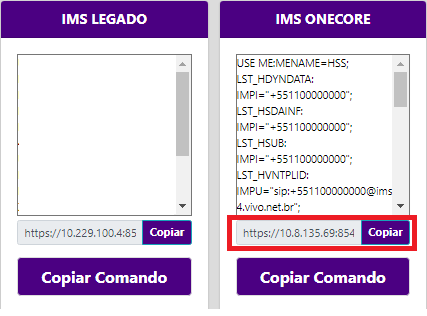 IMS LEGADO
https://10.229.100.4:85 Copiar
Copiar Comando
IMS ONECORE
USE ME:MENAME=HSS;
LST_HDYNDATA:
IMPI="+551100000000";
LST_HSDAINF:
IMPI="+551100000000";
LST_HSUB:
IMPI="+551100000000";
LST_HVNTPLID:
IMPU="sip:+551100000000@ims
4.vivo.net.br";
https://10.8.135.69:854 Copiar
Copiar Comando